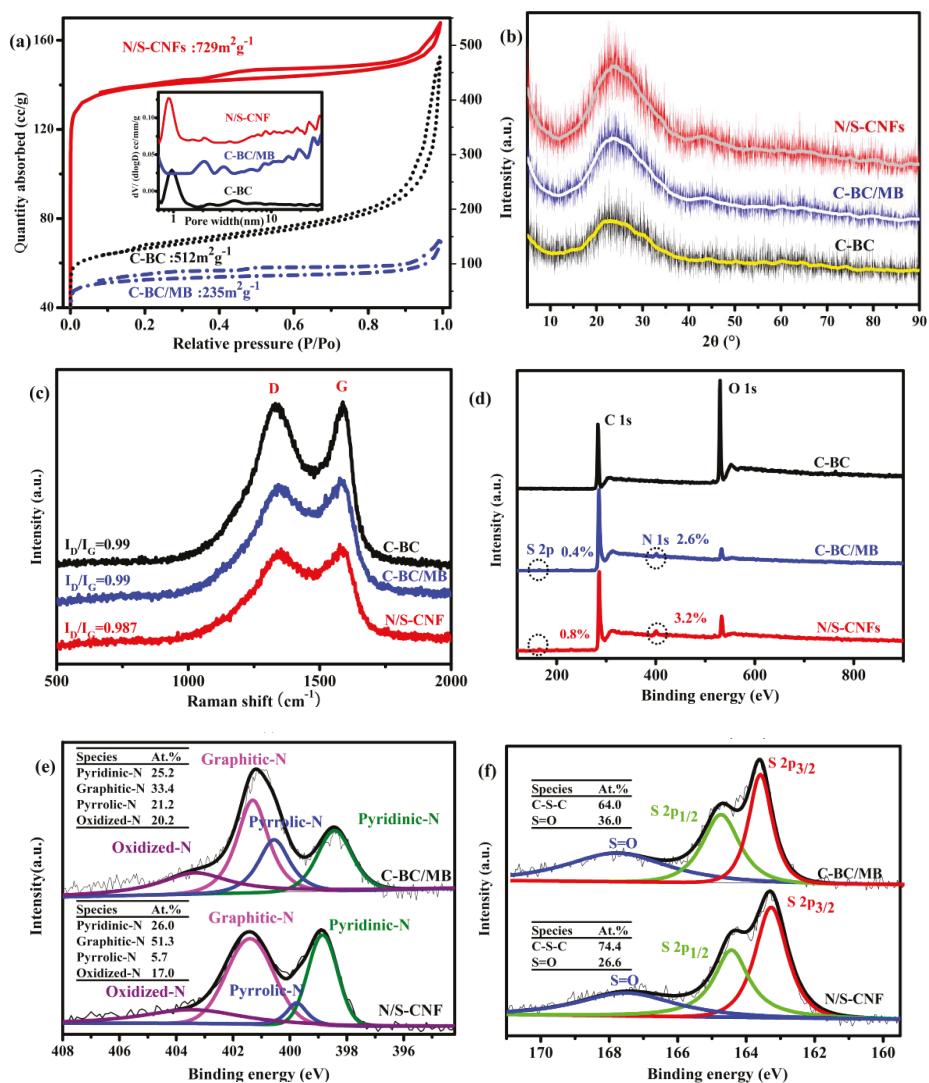 (a)
N/S-CNFs :729m²g⁻¹
C-BC :512m²g⁻¹
C-BC/MB :235m²g⁻¹
Quantity absorbed (cc/g)
160
140
120
100
80
60
40
500
400
300
200
100
0.0 0.2 0.4 0.6 0.8 1.0
Relative pressure (P/Po)
N/S-CNF
C-BC/MB
C-BC
dV/ (dlogD) cc/nm/g
0.10
0.05
0.00
1 10
Pore width(nm)
(b)
N/S-CNFs
C-BC/MB
C-BC
Intensity (a.u.)
10 20 30 40 50 60 70 80 90
2θ (°)
(c)
D G
I_D/I_G=0.99
C-BC
I_D/I_G=0.99
C-BC/MB
I_D/I_G=0.987
N/S-CNF
Intensity (a.u.)
500 1000 1500 2000
Raman shift (cm⁻¹)
(d)
O 1s
C 1s
C-BC
S 2p 0.4% N 1s 2.6%
C-BC/MB
0.8% 3.2%
N/S-CNFs
Intensity (a.u.)
200 400 600 800
Binding energy (eV)
(e)
Species At.%
Pyridinic-N 25.2
Graphitic-N 33.4
Pyrrolic-N 21.2
Oxidized-N 20.2
Graphitic-N
Pyrrolic-N
Pyridinic-N
Oxidized-N
C-BC/MB
Species At.%
Pyridinic-N 26.0
Graphitic-N 51.3
Pyrrolic-N 5.7
Oxidized-N 17.0
Graphitic-N
Pyridinic-N
Oxidized-N
Pyrrolic-N
N/S-CNF
Intensity(a.u.)
408 406 404 402 400 398 396
Binding energy (eV)
(f)
Species At.%
C-S-C 64.0
S=O 36.0
S 2p3/2
S 2p1/2
S=O
C-BC/MB
Species At.%
C-S-C 74.4
S=O 26.6
S 2p3/2
S 2p1/2
S=O
N/S-CNF
Intensity (a.u.)
170 168 166 164 162 160
Binding energy (eV)